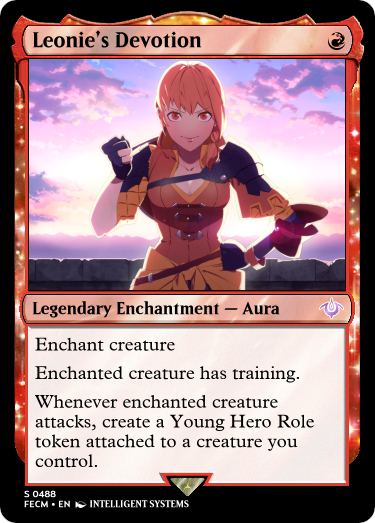 Leonie's Devotion
Legendary Enchantment — Aura
Enchant creature
Enchanted creature has training.
Whenever enchanted creature
attacks, create a Young Hero Role
token attached to a creature you
control.
S 0488
FECM • EN INTELLIGENT SYSTEMS